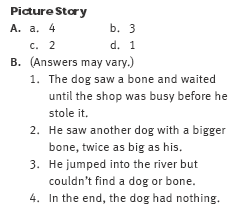 Picture Story
A. a. 4 b. 3
c. 2 d. 1
B. (Answers may vary.)
1. The dog saw a bone and waited
until the shop was busy before he
stole it.
2. He saw another dog with a bigger
bone, twice as big as his.
3. He jumped into the river but
couldn't find a dog or bone.
4. In the end, the dog had nothing.